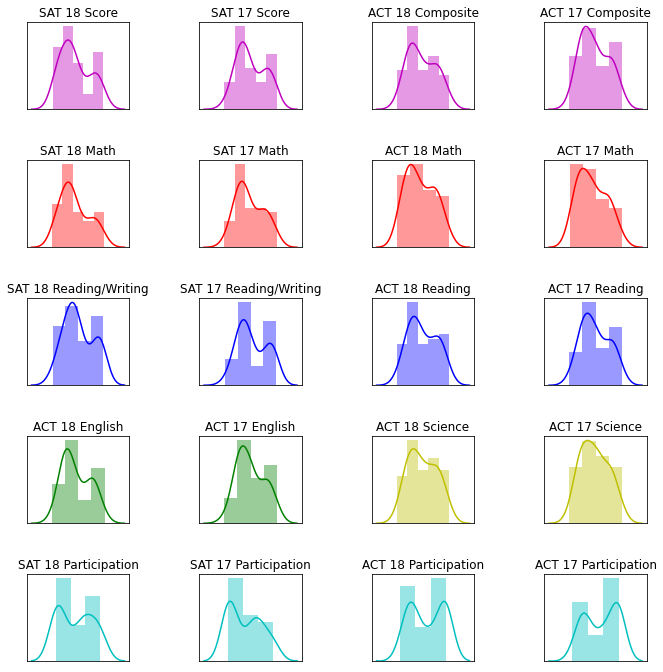 SAT 18 Score
SAT 17 Score
ACT 18 Composite
ACT 17 Composite
SAT 18 Math
SAT 17 Math
ACT 18 Math
ACT 17 Math
SAT 18 Reading/Writing
SAT 17 Reading/Writing
ACT 18 Reading
ACT 17 Reading
ACT 18 English
ACT 17 English
ACT 18 Science
ACT 17 Science
SAT 18 Participation
SAT 17 Participation
ACT 18 Participation
ACT 17 Participation